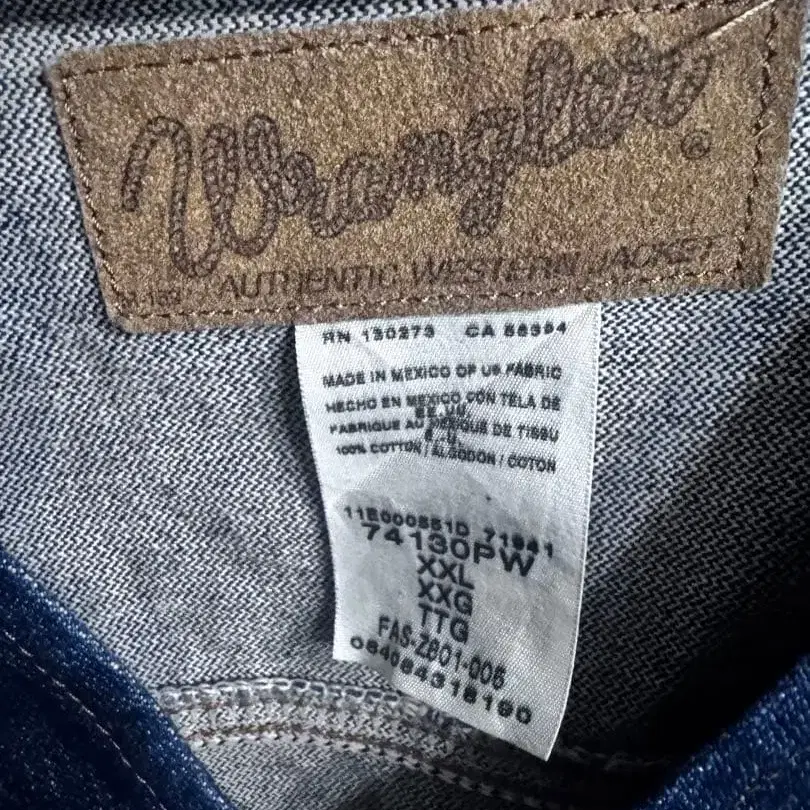 Wrangler®
AUTHENTIC WESTERN JACKET
RN 130273 CA 56394
MADE IN MEXICO OF US FABRIC
HECHO EN MEXICO CON TELA DE
EE.UU.
FABRIQUE AU MEXIQUE DE TISSU
E.-U.
100% COTTON / ALGODON / COTON
71941
74130PW
XXL
XXG
TTG